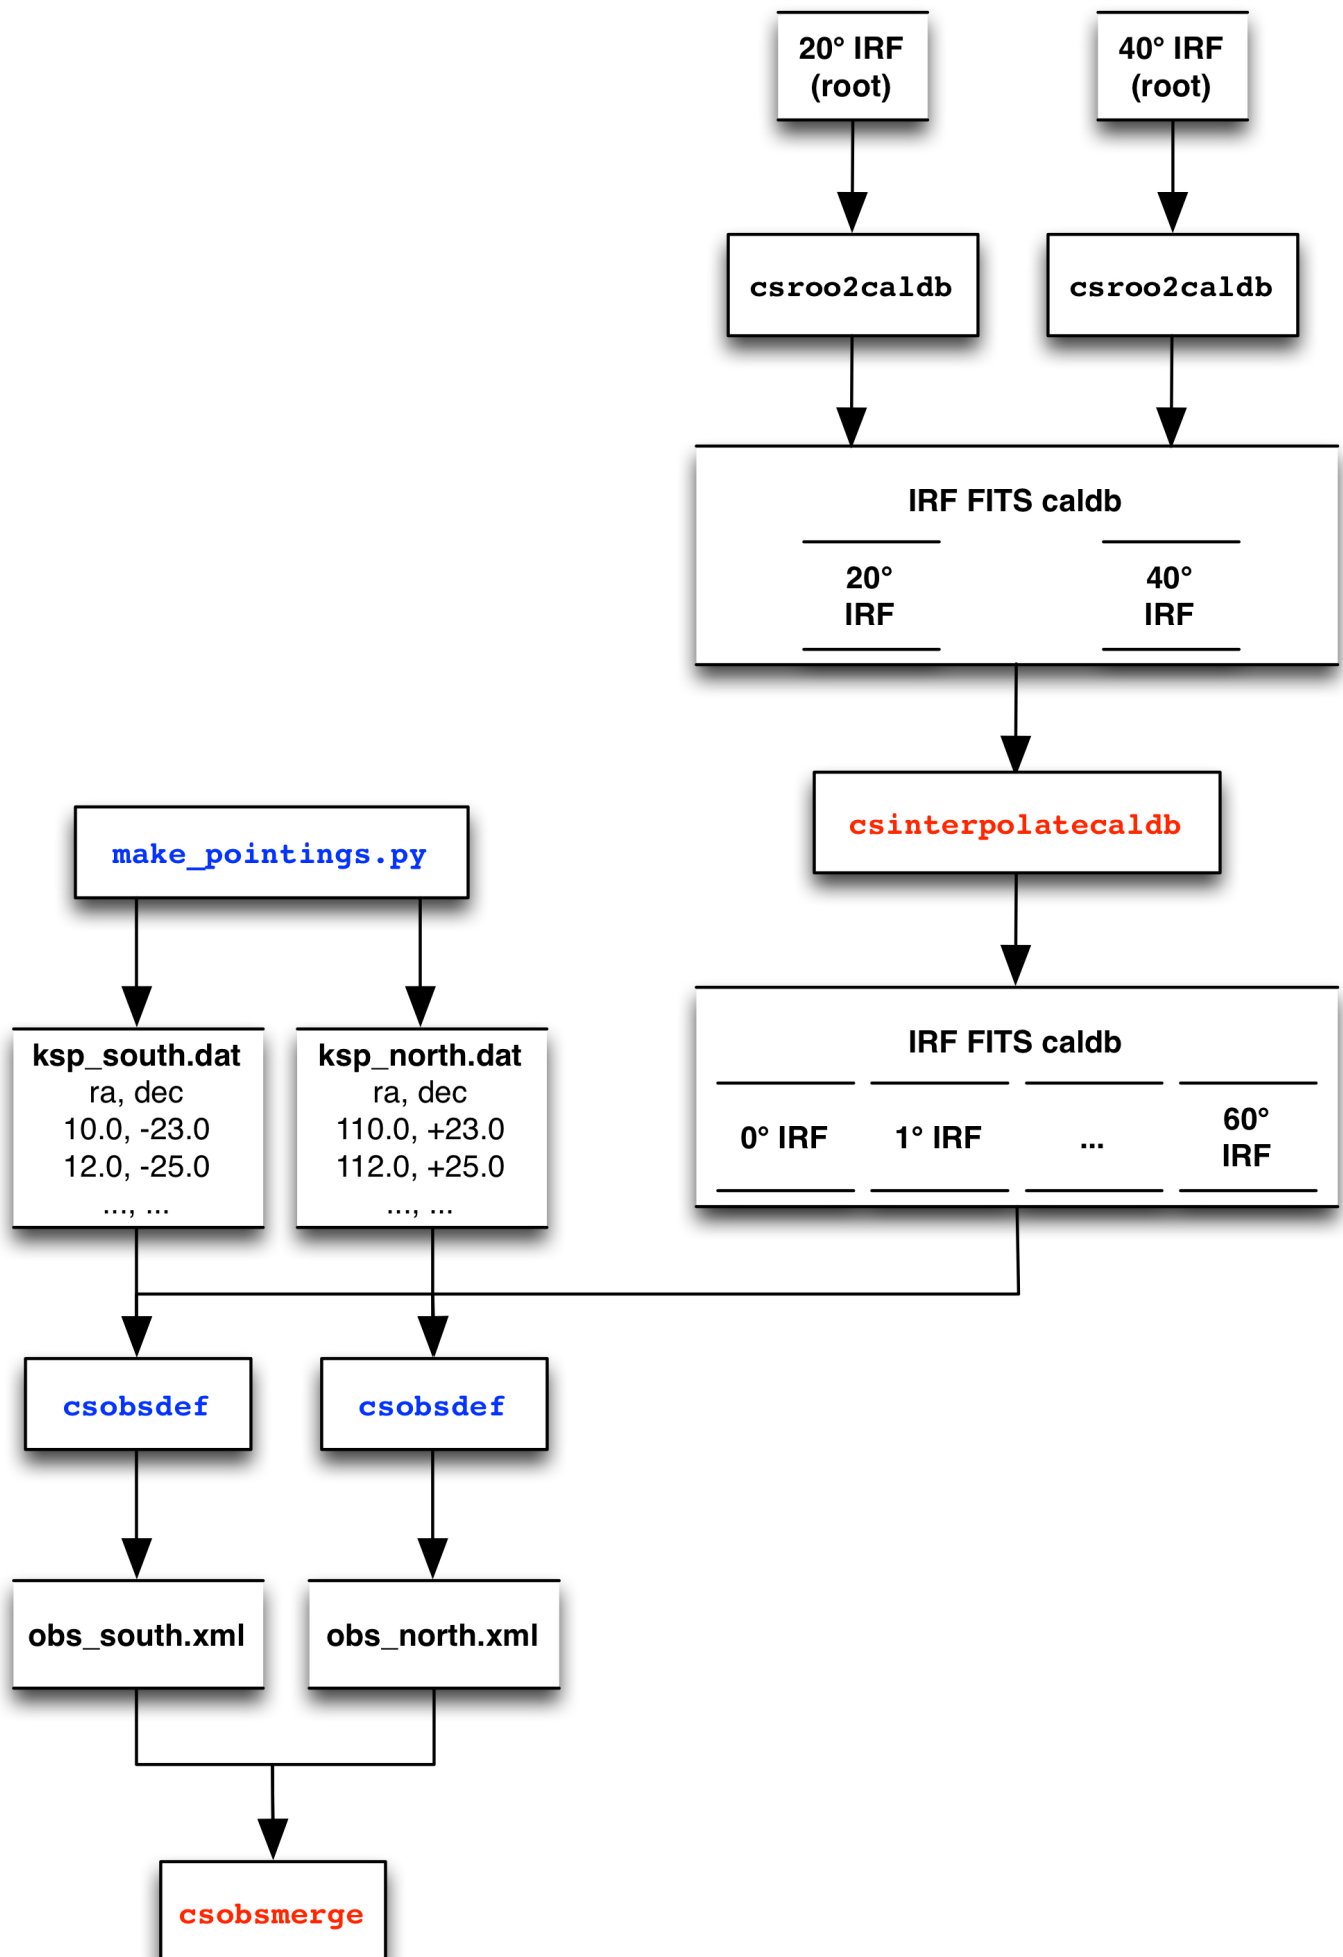 20° IRF
(root)
40° IRF
(root)
csroo2caldb
csroo2caldb
IRF FITS caldb
20°
IRF
40°
IRF
csinterpolatecaldb
make_pointings.py
IRF FITS caldb
0° IRF
1° IRF
...
60°
IRF
ksp_south.dat
ra, dec
10.0, -23.0
12.0, -25.0
..., ...
ksp_north.dat
ra, dec
110.0, +23.0
112.0, +25.0
..., ...
csobsdef
csobsdef
obs_south.xml
obs_north.xml
csobsmerge